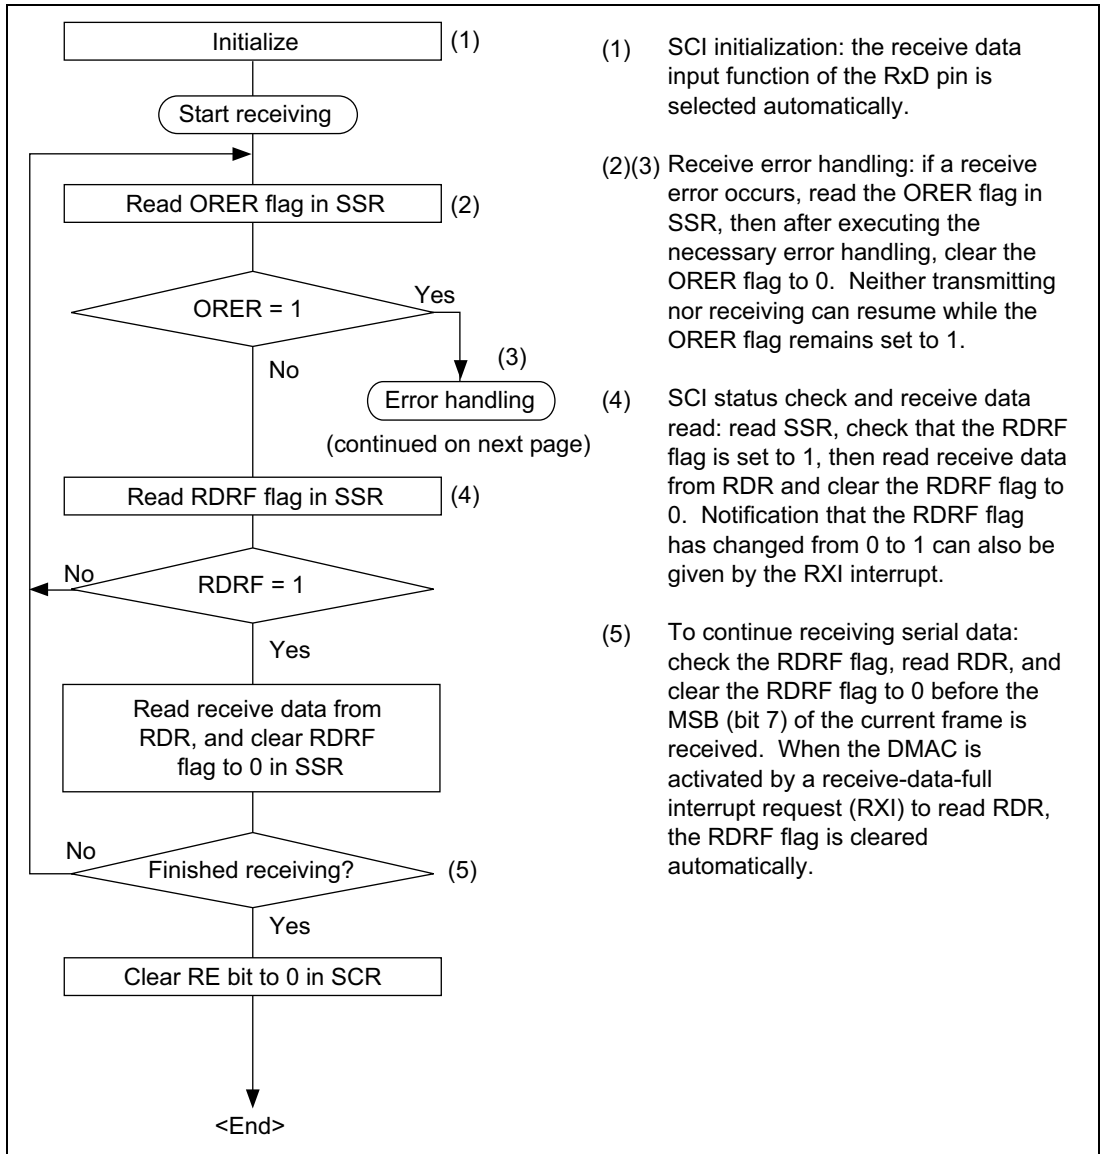 Initialize (1)
Start receiving
Read ORER flag in SSR (2)
ORER = 1
Yes
No
(3)
Error handling
(continued on next page)
Read RDRF flag in SSR (4)
No
RDRF = 1
Yes
Read receive data from
RDR, and clear RDRF
flag to 0 in SSR
No
Finished receiving? (5)
Yes
Clear RE bit to 0 in SCR
<End>
(1) SCI initialization: the receive data
input function of the RxD pin is
selected automatically.
(2)(3) Receive error handling: if a receive
error occurs, read the ORER flag in
SSR, then after executing the
necessary error handling, clear the
ORER flag to 0. Neither transmitting
nor receiving can resume while the
ORER flag remains set to 1.
(4) SCI status check and receive data
read: read SSR, check that the RDRF
flag is set to 1, then read receive data
from RDR and clear the RDRF flag to
0. Notification that the RDRF flag
has changed from 0 to 1 can also be
given by the RXI interrupt.
(5) To continue receiving serial data:
check the RDRF flag, read RDR, and
clear the RDRF flag to 0 before the
MSB (bit 7) of the current frame is
received. When the DMAC is
activated by a receive-data-full
interrupt request (RXI) to read RDR,
the RDRF flag is cleared
automatically.